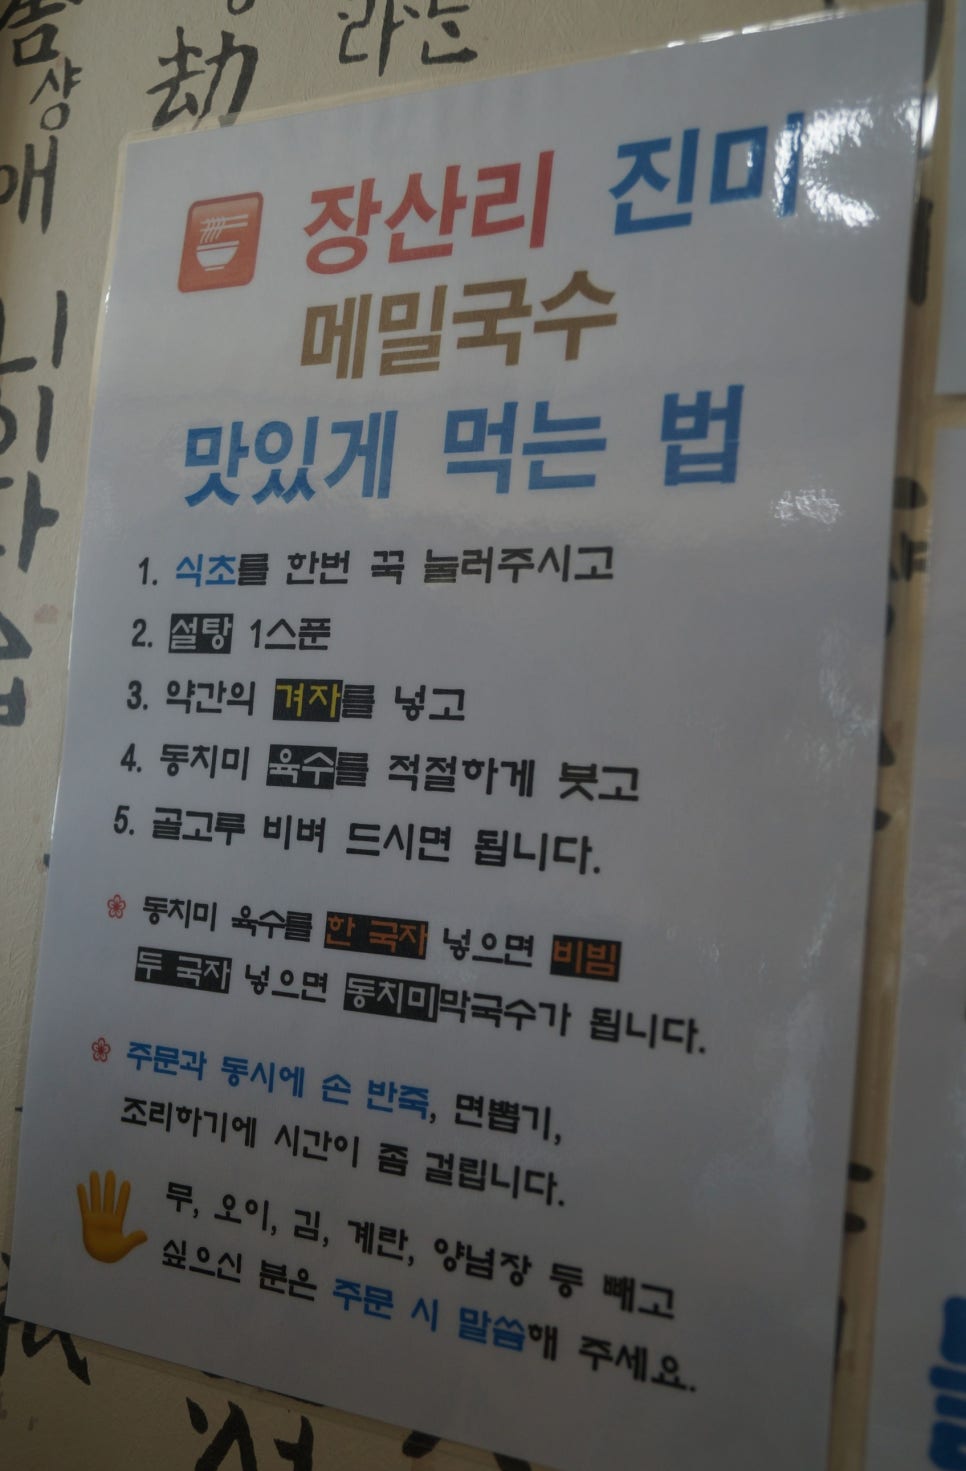 라는
劫
샹
애
장산리 진미
메밀국수
맛있게 먹는 법
1. 식초를 한번 꾹 눌러주시고
2. 설탕 1스푼
3. 약간의 겨자를 넣고
4. 동치미 육수를 적절하게 붓고
5. 골고루 비벼 드시면 됩니다.
동치미 육수를 한 국자 넣으면 비빔
두 국자 넣으면 동치미막국수가 됩니다.
주문과 동시에 손 반죽, 면뽑기,
조리하기에 시간이 좀 걸립니다.
무, 오이, 김, 계란, 양념장 등 빼고
싶으신 분은 주문 시 말씀해 주세요.